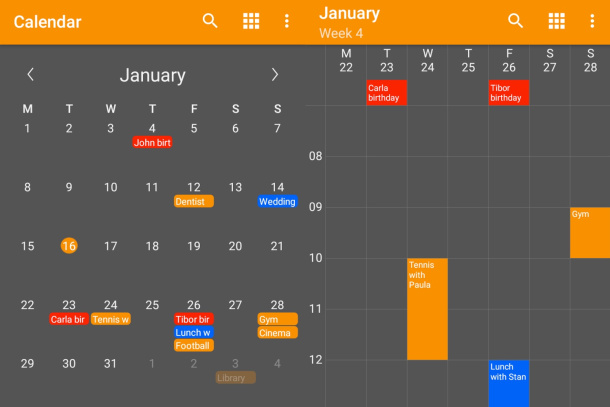 Calendar
January
M T W T F S S
1 2 3 4 5 6 7
John birt
8 9 10 11 12 13 14
Dentist Wedding
15 16 17 18 19 20 21
22 23 24 25 26 27 28
Carla bir Tennis w Tibor bir Gym
Lunch w Cinema
Football
29 30 31 1 2 3 4
Library
January
Week 4
M T W T F S S
22 23 24 25 26 27 28
Carla
birthday
Tibor
birthday
08
09
Gym
10
Tennis
with
Paula
11
12
Lunch
with Stan